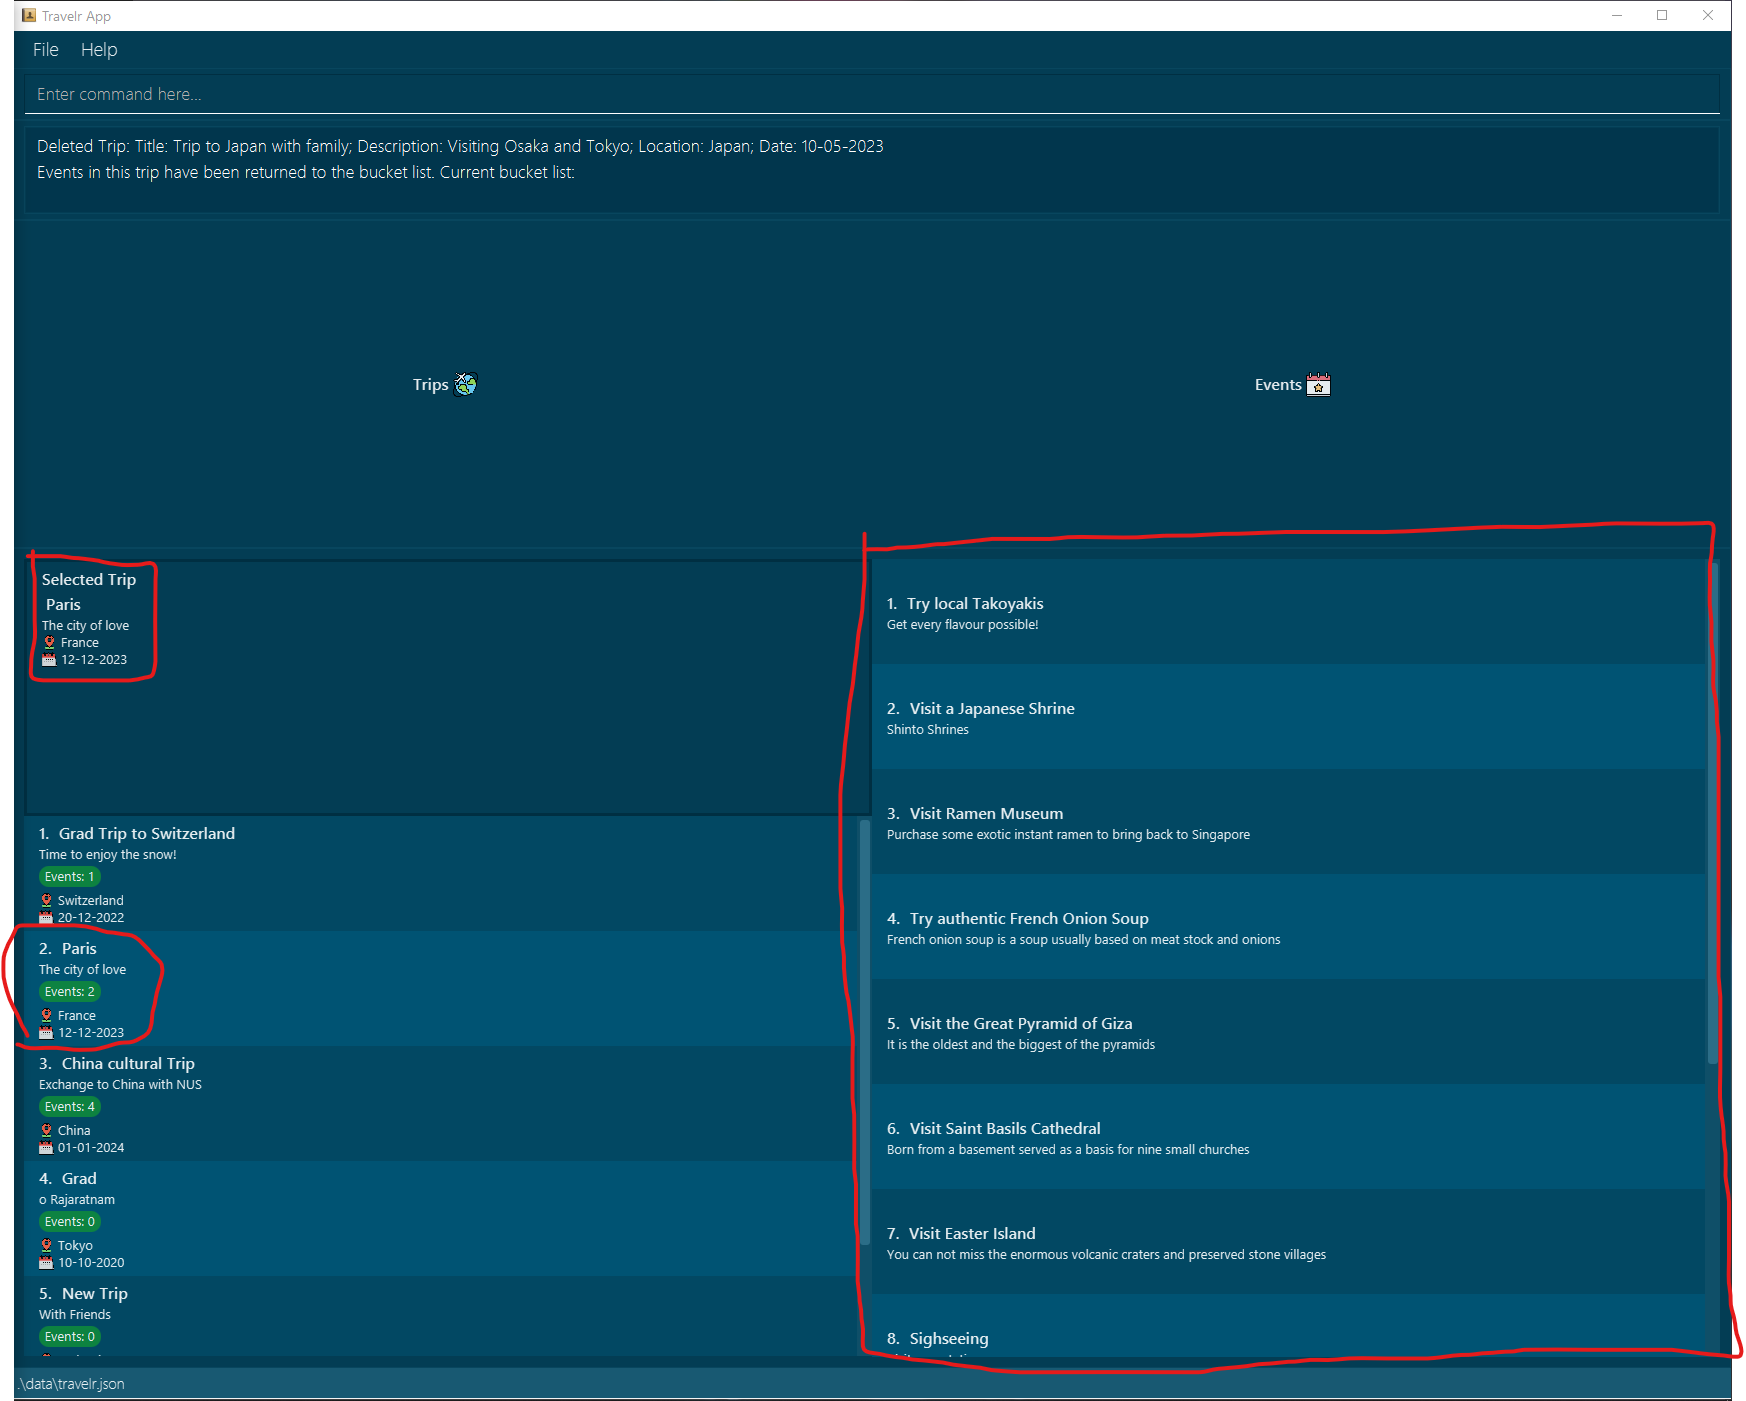 Travelr App
File Help
Enter command here...
Deleted Trip: Title: Trip to Japan with family; Description: Visiting Osaka and Tokyo; Location: Japan; Date: 10-05-2023
Events in this trip have been returned to the bucket list. Current bucket list:
Trips
Events
Selected Trip
Paris
The city of love
France
12-12-2023
1. Grad Trip to Switzerland
Time to enjoy the snow!
Events: 1
Switzerland
20-12-2022
2. Paris
The city of love
Events: 2
France
12-12-2023
3. China cultural Trip
Exchange to China with NUS
Events: 4
China
01-01-2024
4. Grad
o Rajaratnam
Events: 0
Tokyo
10-10-2020
5. New Trip
With Friends
Events: 0
1. Try local Takoyakis
Get every flavour possible!
2. Visit a Japanese Shrine
Shinto Shrines
3. Visit Ramen Museum
Purchase some exotic instant ramen to bring back to Singapore
4. Try authentic French Onion Soup
French onion soup is a soup usually based on meat stock and onions
5. Visit the Great Pyramid of Giza
It is the oldest and the biggest of the pyramids
6. Visit Saint Basils Cathedral
Born from a basement served as a basis for nine small churches
7. Visit Easter Island
You can not miss the enormous volcanic craters and preserved stone villages
8. Sighseeing
.\data\travelr.json